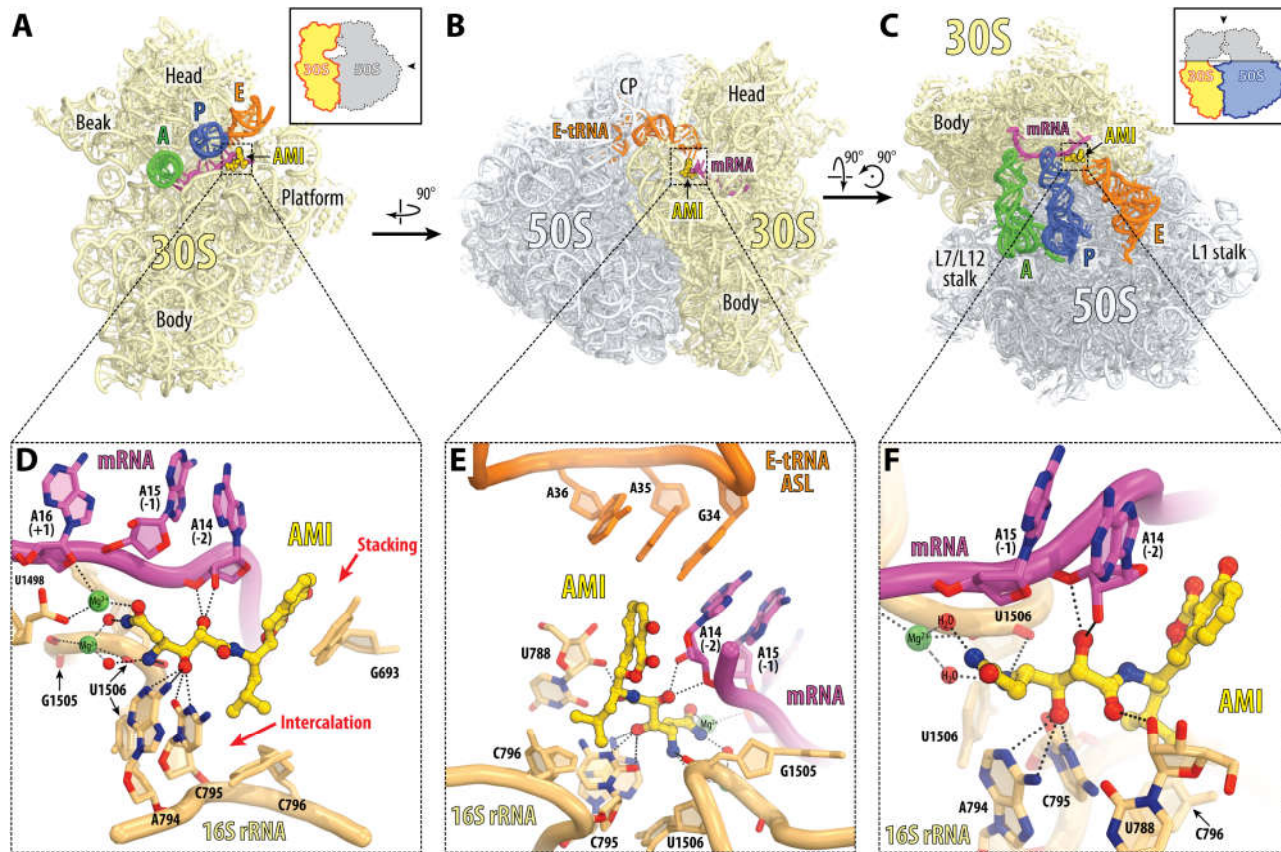 A
30S
50S
Head
Beak
E
P
A
AMI
Platform
30S
Body
90°
B
CP
Head
E-tRNA
mRNA
AMI
50S
30S
Body
90°
90°
C
30S
30S
50S
Body
mRNA
AMI
L7/L12
stalk
A
P
E
L1 stalk
50S
D
mRNA
A16
(+1)
A15
(-1)
A14
(-2)
AMI
Stacking
U1498
Mg2+
Mg2+
G1505
U1506
G693
Intercalation
C795
C796
A794
16S rRNA
E
E-tRNA
ASL
A36
A35
G34
AMI
A14
(-2)
A15
(-1)
U788
mRNA
Mg2+
C796
G1505
16S rRNA
C795
U1506
F
A15
(-1)
A14
(-2)
mRNA
U1506
H2O
Mg2+
H2O
AMI
U1506
A794
C795
U788
C796
16S rRNA